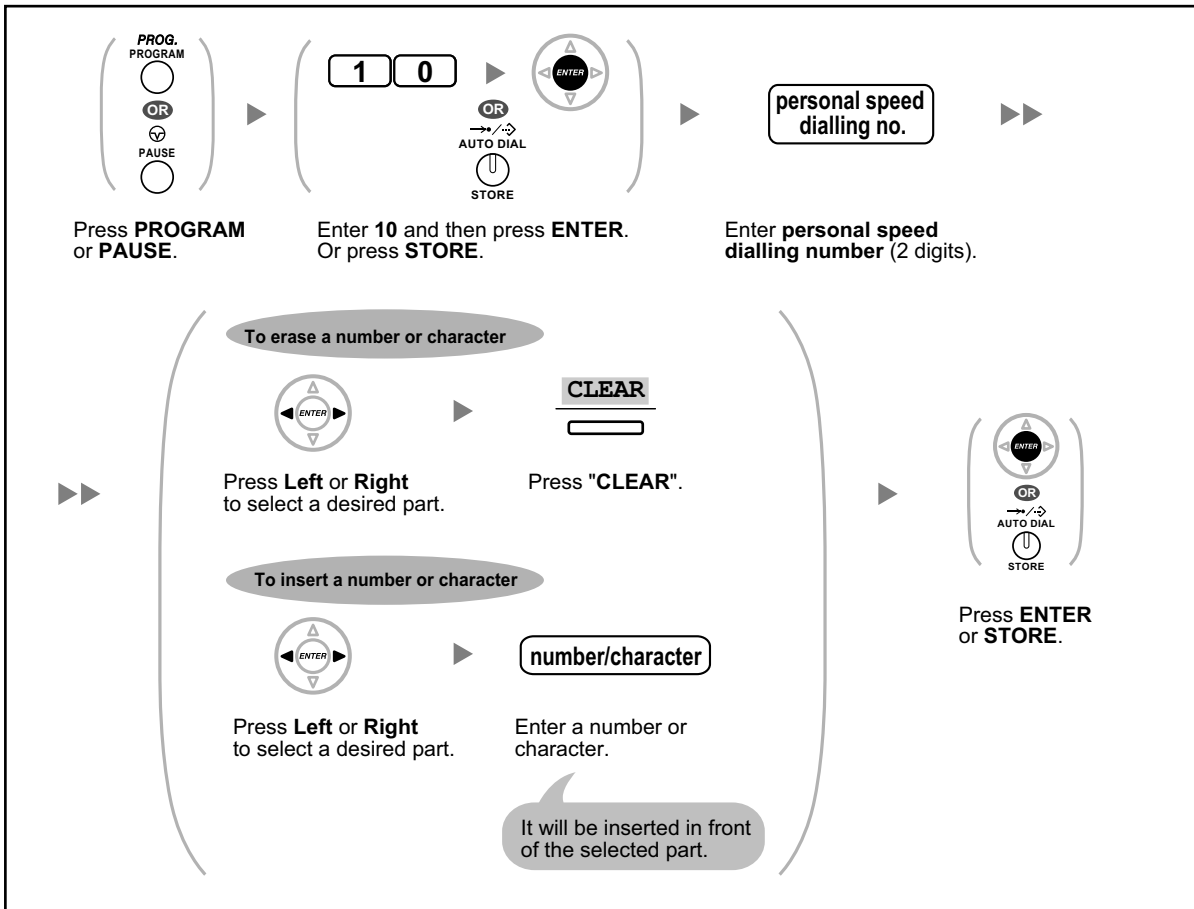 PROG.
PROGRAM
OR
PAUSE
1 0
ENTER
OR
AUTO DIAL
STORE
personal speed
dialling no.
Press PROGRAM
or PAUSE.
Enter 10 and then press ENTER.
Or press STORE.
Enter personal speed
dialling number (2 digits).
To erase a number or character
ENTER
CLEAR
Press Left or Right
to select a desired part.
Press "CLEAR".
To insert a number or character
ENTER
number/character
Press Left or Right
to select a desired part.
Enter a number or
character.
It will be inserted in front
of the selected part.
ENTER
OR
AUTO DIAL
STORE
Press ENTER
or STORE.